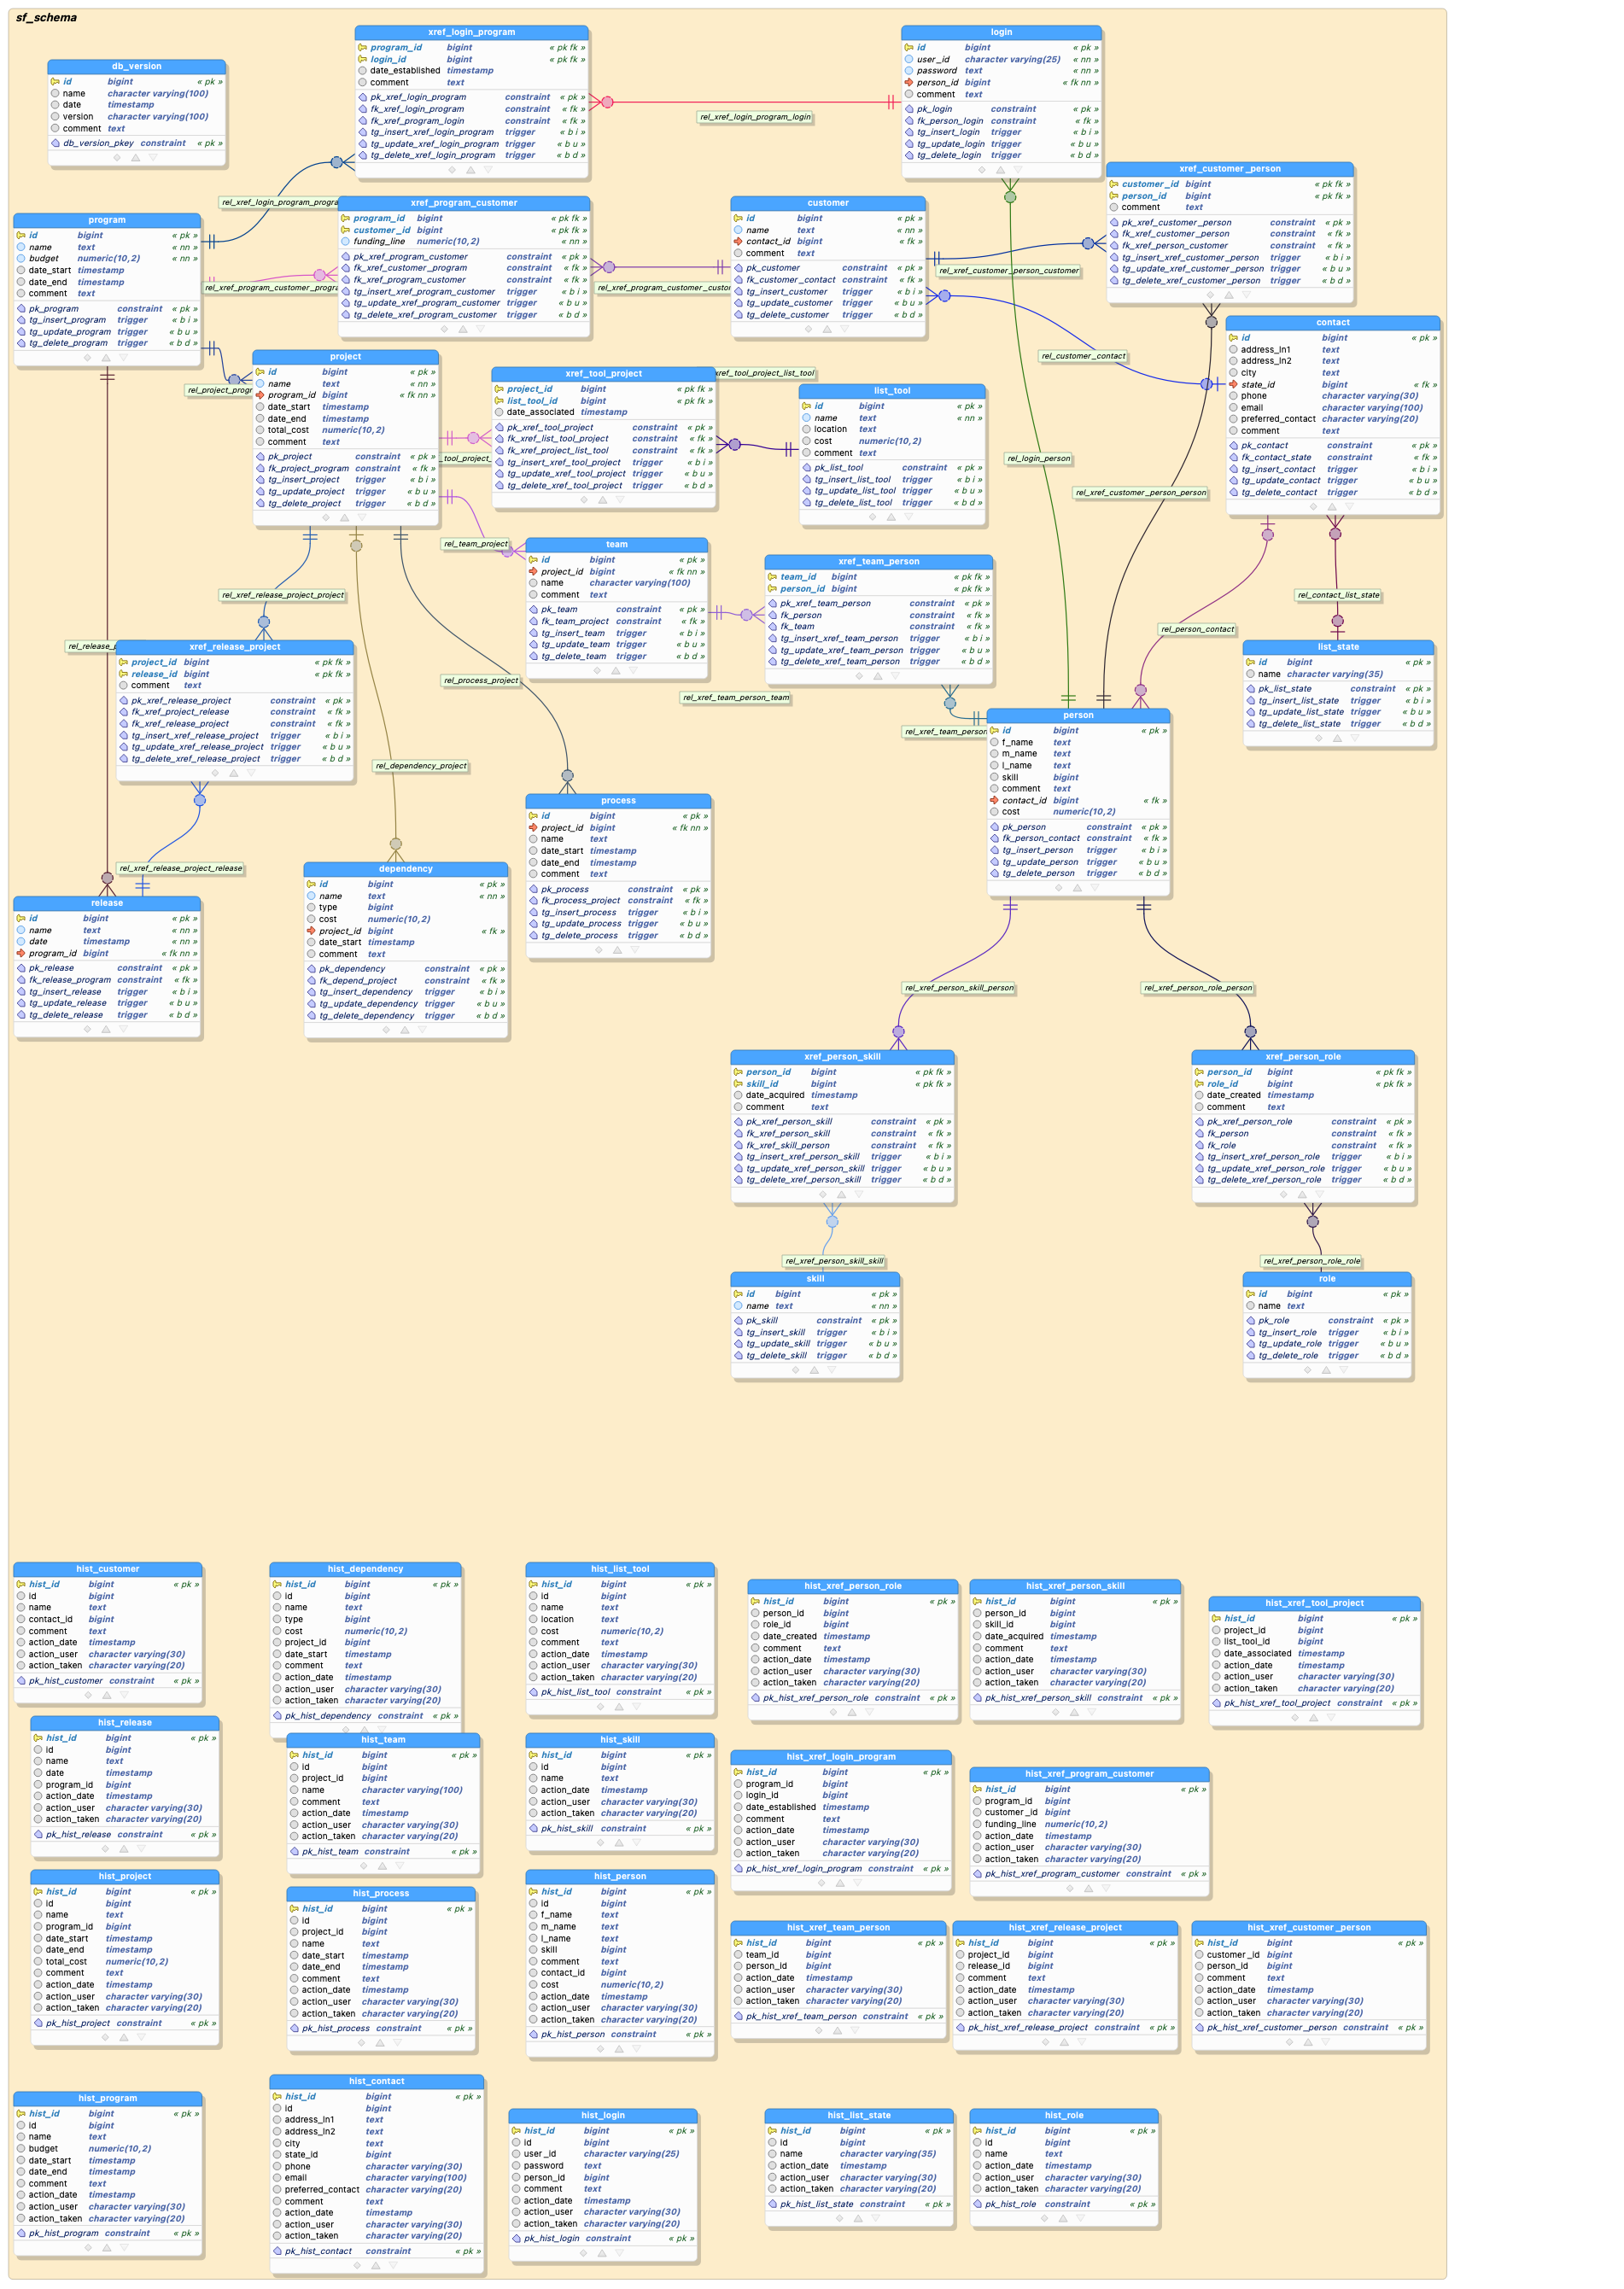 sf_schema
xref_login_program
program_id bigint « pk fk »
login_id bigint « pk fk »
date_established timestamp
comment text
pk_xref_login_program constraint « pk »
fk_xref_login_program constraint « fk »
fk_xref_program_login constraint « fk »
tg_insert_xref_login_program trigger « b i »
tg_update_xref_login_program trigger « b u »
tg_delete_xref_login_program trigger « b d »
login
id bigint « pk »
user_id character varying(25) « nn »
password text « nn »
person_id bigint « fk nn »
comment text
pk_login constraint « pk »
fk_person_login constraint « fk »
tg_insert_login trigger « b i »
tg_update_login trigger « b u »
tg_delete_login trigger « b d »
db_version
id bigint « pk »
name character varying(100)
date timestamp
version character varying(100)
comment text
db_version_pkey constraint « pk »
rel_xref_login_program_login
xref_customer_person
customer_id bigint « pk fk »
person_id bigint « pk fk »
comment text
pk_xref_customer_person constraint « pk »
fk_xref_customer_person constraint « fk »
fk_xref_person_customer constraint « fk »
tg_insert_xref_customer_person trigger « b i »
tg_update_xref_customer_person trigger « b u »
tg_delete_xref_customer_person trigger « b d »
rel_xref_login_program_progra
program
id bigint « pk »
name text « nn »
budget numeric(10,2) « nn »
date_start timestamp
date_end timestamp
comment text
pk_program constraint « pk »
tg_insert_program trigger « b i »
tg_update_program trigger « b u »
tg_delete_program trigger « b d »
xref_program_customer
program_id bigint « pk fk »
customer_id bigint « pk fk »
funding_line numeric(10,2) « nn »
pk_xref_program_customer constraint « pk »
fk_xref_customer_program constraint « fk »
fk_xref_program_customer constraint « fk »
tg_insert_xref_program_customer trigger « b i »
tg_update_xref_program_customer trigger « b u »
tg_delete_xref_program_customer trigger « b d »
customer
id bigint « pk »
name text « nn »
contact_id bigint « fk »
comment text
pk_customer constraint « pk »
fk_customer_contact constraint « fk »
tg_insert_customer trigger « b i »
tg_update_customer trigger « b u »
tg_delete_customer trigger « b d »
rel_xref_customer_person_customer
rel_xref_program_customer_progr
rel_xref_program_customer_custor
contact
id bigint « pk »
address_ln1 text
address_ln2 text
city text
state_id bigint « fk »
phone character varying(30)
email character varying(100)
preferred_contact character varying(20)
comment text
pk_contact constraint « pk »
fk_contact_state constraint « fk »
tg_insert_contact trigger « b i »
tg_update_contact trigger « b u »
tg_delete_contact trigger « b d »
rel_customer_contact
project
id bigint « pk »
name text « nn »
program_id bigint « fk nn »
date_start timestamp
date_end timestamp
total_cost numeric(10,2)
comment text
pk_project constraint « pk »
fk_project_program constraint « fk »
tg_insert_project trigger « b i »
tg_update_project trigger « b u »
tg_delete_project trigger « b d »
rel_project_progr
xref_tool_project
project_id bigint « pk fk »
list_tool_id bigint « pk fk »
date_associated timestamp
pk_xref_tool_project constraint « pk »
fk_xref_list_tool_project constraint « fk »
fk_xref_project_list_tool constraint « fk »
tg_insert_xref_tool_project trigger « b i »
tg_update_xref_tool_project trigger « b u »
tg_delete_xref_tool_project trigger « b d »
xref_tool_project_list_tool
_tool_project_
list_tool
id bigint « pk »
name text « nn »
location text
cost numeric(10,2)
comment text
pk_list_tool constraint « pk »
tg_insert_list_tool trigger « b i »
tg_update_list_tool trigger « b u »
tg_delete_list_tool trigger « b d »
rel_login_person
rel_xref_customer_person_person
rel_team_project
team
id bigint « pk »
project_id bigint « fk nn »
name character varying(100)
comment text
pk_team constraint « pk »
fk_team_project constraint « fk »
tg_insert_team trigger « b i »
tg_update_team trigger « b u »
tg_delete_team trigger « b d »
xref_team_person
team_id bigint « pk fk »
person_id bigint « pk fk »
pk_xref_team_person constraint « pk »
fk_person constraint « fk »
fk_team constraint « fk »
tg_insert_xref_team_person trigger « b i »
tg_update_xref_team_person trigger « b u »
tg_delete_xref_team_person trigger « b d »
rel_xref_release_project_project
rel_contact_list_state
rel_person_contact
rel_release_p
xref_release_project
project_id bigint « pk fk »
release_id bigint « pk fk »
comment text
pk_xref_release_project constraint « pk »
fk_xref_project_release constraint « fk »
fk_xref_release_project constraint « fk »
tg_insert_xref_release_project trigger « b i »
tg_update_xref_release_project trigger « b u »
tg_delete_xref_release_project trigger « b d »
list_state
id bigint « pk »
name character varying(35)
pk_list_state constraint « pk »
tg_insert_list_state trigger « b i »
tg_update_list_state trigger « b u »
tg_delete_list_state trigger « b d »
rel_process_project
rel_xref_team_person_team
rel_xref_team_person
person
id bigint « pk »
f_name text
m_name text
l_name text
skill bigint
comment text
contact_id bigint « fk »
cost numeric(10,2)
pk_person constraint « pk »
fk_person_contact constraint « fk »
tg_insert_person trigger « b i »
tg_update_person trigger « b u »
tg_delete_person trigger « b d »
rel_dependency_project
process
id bigint « pk »
project_id bigint « fk nn »
name text
date_start timestamp
date_end timestamp
comment text
pk_process constraint « pk »
fk_process_project constraint « fk »
tg_insert_process trigger « b i »
tg_update_process trigger « b u »
tg_delete_process trigger « b d »
rel_xref_release_project_release
dependency
id bigint « pk »
name text « nn »
type bigint
cost numeric(10,2)
project_id bigint « fk »
date_start timestamp
comment text
pk_dependency constraint « pk »
fk_depend_project constraint « fk »
tg_insert_dependency trigger « b i »
tg_update_dependency trigger « b u »
tg_delete_dependency trigger « b d »
release
id bigint « pk »
name text « nn »
date timestamp « nn »
program_id bigint « fk nn »
pk_release constraint « pk »
fk_release_program constraint « fk »
tg_insert_release trigger « b i »
tg_update_release trigger « b u »
tg_delete_release trigger « b d »
rel_xref_person_skill_person
rel_xref_person_role_person
xref_person_skill
person_id bigint « pk fk »
skill_id bigint « pk fk »
date_acquired timestamp
comment text
pk_xref_person_skill constraint « pk »
fk_xref_person_skill constraint « fk »
fk_xref_skill_person constraint « fk »
tg_insert_xref_person_skill trigger « b i »
tg_update_xref_person_skill trigger « b u »
tg_delete_xref_person_skill trigger « b d »
xref_person_role
person_id bigint « pk fk »
role_id bigint « pk fk »
date_created timestamp
comment text
pk_xref_person_role constraint « pk »
fk_person constraint « fk »
fk_role constraint « fk »
tg_insert_xref_person_role trigger « b i »
tg_update_xref_person_role trigger « b u »
tg_delete_xref_person_role trigger « b d »
rel_xref_person_skill_skill
rel_xref_person_role_role
skill
id bigint « pk »
name text « nn »
pk_skill constraint « pk »
tg_insert_skill trigger « b i »
tg_update_skill trigger « b u »
tg_delete_skill trigger « b d »
role
id bigint « pk »
name text
pk_role constraint « pk »
tg_insert_role trigger « b i »
tg_update_role trigger « b u »
tg_delete_role trigger « b d »
hist_customer
hist_id bigint « pk »
id bigint
name text
contact_id bigint
comment text
action_date timestamp
action_user character varying(30)
action_taken character varying(20)
pk_hist_customer constraint « pk »
hist_dependency
hist_id bigint « pk »
id bigint
name text
type bigint
cost numeric(10,2)
project_id bigint
date_start timestamp
comment text
action_date timestamp
action_user character varying(30)
action_taken character varying(20)
pk_hist_dependency constraint « pk »
hist_list_tool
hist_id bigint « pk »
id bigint
name text
location text
cost numeric(10,2)
comment text
action_date timestamp
action_user character varying(30)
action_taken character varying(20)
pk_hist_list_tool constraint « pk »
hist_xref_person_role
hist_id bigint « pk »
person_id bigint
role_id bigint
date_created timestamp
comment text
action_date timestamp
action_user character varying(30)
action_taken character varying(20)
pk_hist_xref_person_role constraint « pk »
hist_xref_person_skill
hist_id bigint « pk »
person_id bigint
skill_id bigint
date_acquired timestamp
comment text
action_date timestamp
action_user character varying(30)
action_taken character varying(20)
pk_hist_xref_person_skill constraint « pk »
hist_xref_tool_project
hist_id bigint « pk »
project_id bigint
list_tool_id bigint
date_associated timestamp
action_date timestamp
action_user character varying(30)
action_taken character varying(20)
pk_hist_xref_tool_project constraint « pk »
hist_release
hist_id bigint « pk »
id bigint
name text
date timestamp
program_id bigint
action_date timestamp
action_user character varying(30)
action_taken character varying(20)
pk_hist_release constraint « pk »
hist_team
hist_id bigint « pk »
id bigint
project_id bigint
name character varying(100)
comment text
action_date timestamp
action_user character varying(30)
action_taken character varying(20)
pk_hist_team constraint « pk »
hist_skill
hist_id bigint « pk »
id bigint
name text
action_date timestamp
action_user character varying(30)
action_taken character varying(20)
pk_hist_skill constraint « pk »
hist_xref_login_program
hist_id bigint « pk »
program_id bigint
login_id bigint
date_established timestamp
comment text
action_date timestamp
action_user character varying(30)
action_taken character varying(20)
pk_hist_xref_login_program constraint « pk »
hist_xref_program_customer
hist_id bigint « pk »
program_id bigint
customer_id bigint
funding_line numeric(10,2)
action_date timestamp
action_user character varying(30)
action_taken character varying(20)
pk_hist_xref_program_customer constraint « pk »
hist_project
hist_id bigint « pk »
id bigint
name text
program_id bigint
date_start timestamp
date_end timestamp
total_cost numeric(10,2)
comment text
action_date timestamp
action_user character varying(30)
action_taken character varying(20)
pk_hist_project constraint « pk »
hist_process
hist_id bigint « pk »
id bigint
project_id bigint
name text
date_start timestamp
date_end timestamp
comment text
action_date timestamp
action_user character varying(30)
action_taken character varying(20)
pk_hist_process constraint « pk »
hist_person
hist_id bigint « pk »
id bigint
f_name text
m_name text
l_name text
skill bigint
comment text
contact_id bigint
cost numeric(10,2)
action_date timestamp
action_user character varying(30)
action_taken character varying(20)
pk_hist_person constraint « pk »
hist_xref_team_person
hist_id bigint « pk »
team_id bigint
person_id bigint
action_date timestamp
action_user character varying(30)
action_taken character varying(20)
pk_hist_xref_team_person constraint « pk »
hist_xref_release_project
hist_id bigint « pk »
project_id bigint
release_id bigint
comment text
action_date timestamp
action_user character varying(30)
action_taken character varying(20)
pk_hist_xref_release_project constraint « pk »
hist_xref_customer_person
hist_id bigint « pk »
customer_id bigint
person_id bigint
comment text
action_date timestamp
action_user character varying(30)
action_taken character varying(20)
pk_hist_xref_customer_person constraint « pk »
hist_program
hist_id bigint « pk »
id bigint
name text
budget numeric(10,2)
date_start timestamp
date_end timestamp
comment text
action_date timestamp
action_user character varying(30)
action_taken character varying(20)
pk_hist_program constraint « pk »
hist_contact
hist_id bigint « pk »
id bigint
address_ln1 text
address_ln2 text
city text
state_id bigint
phone character varying(30)
email character varying(100)
preferred_contact character varying(20)
comment text
action_date timestamp
action_user character varying(30)
action_taken character varying(20)
pk_hist_contact constraint « pk »
hist_login
hist_id bigint « pk »
id bigint
user_id character varying(25)
password text
person_id bigint
comment text
action_date timestamp
action_user character varying(30)
action_taken character varying(20)
pk_hist_login constraint « pk »
hist_list_state
hist_id bigint « pk »
id bigint
name character varying(35)
action_date timestamp
action_user character varying(30)
action_taken character varying(20)
pk_hist_list_state constraint « pk »
hist_role
hist_id bigint « pk »
id bigint
name text
action_date timestamp
action_user character varying(30)
action_taken character varying(20)
pk_hist_role constraint « pk »